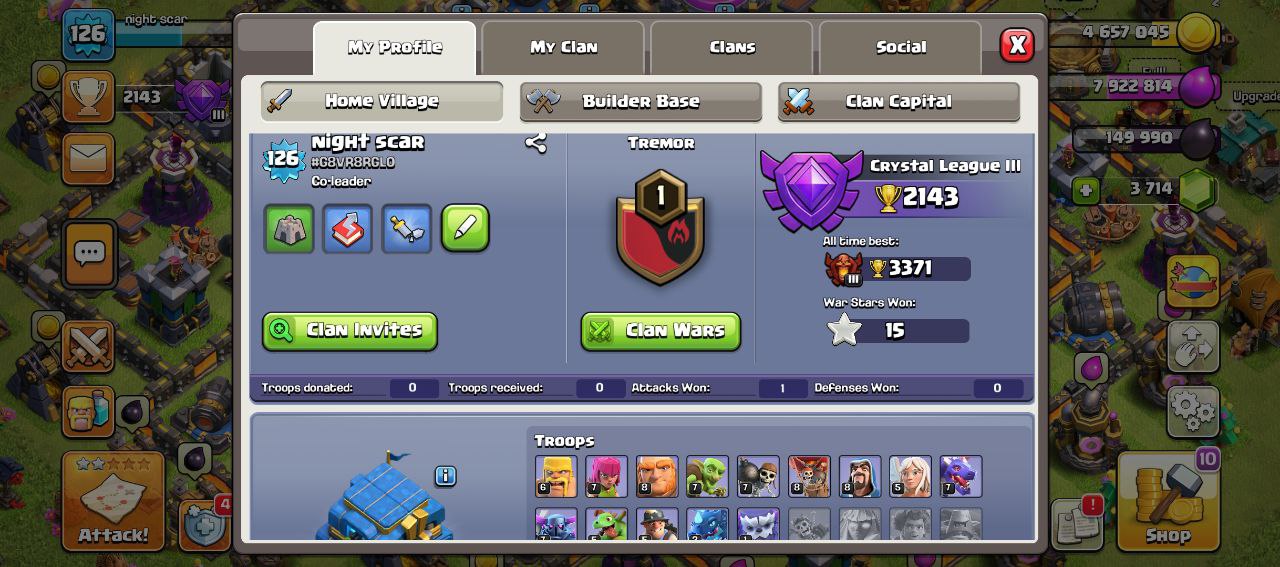 126
night scar
My Profile
My Clan
Clans
Social
X
4 657 045
2143
III
Home Village
Builder Base
Clan Capital
7 922 814
Upgrade
149 990
3 714
126
Night scar
#G8VR8RGL0
Co-leader
Tremor
1
Crystal League III
2143
All time best:
III
3371
War Stars Won:
15
Clan Invites
Clan Wars
Troops donated: 0
Troops received: 0
Attacks Won: 1
Defenses Won: 0
i
Troops
6 7 8 7 7 8 8 5 7
Attack!
4
10
!
Shop